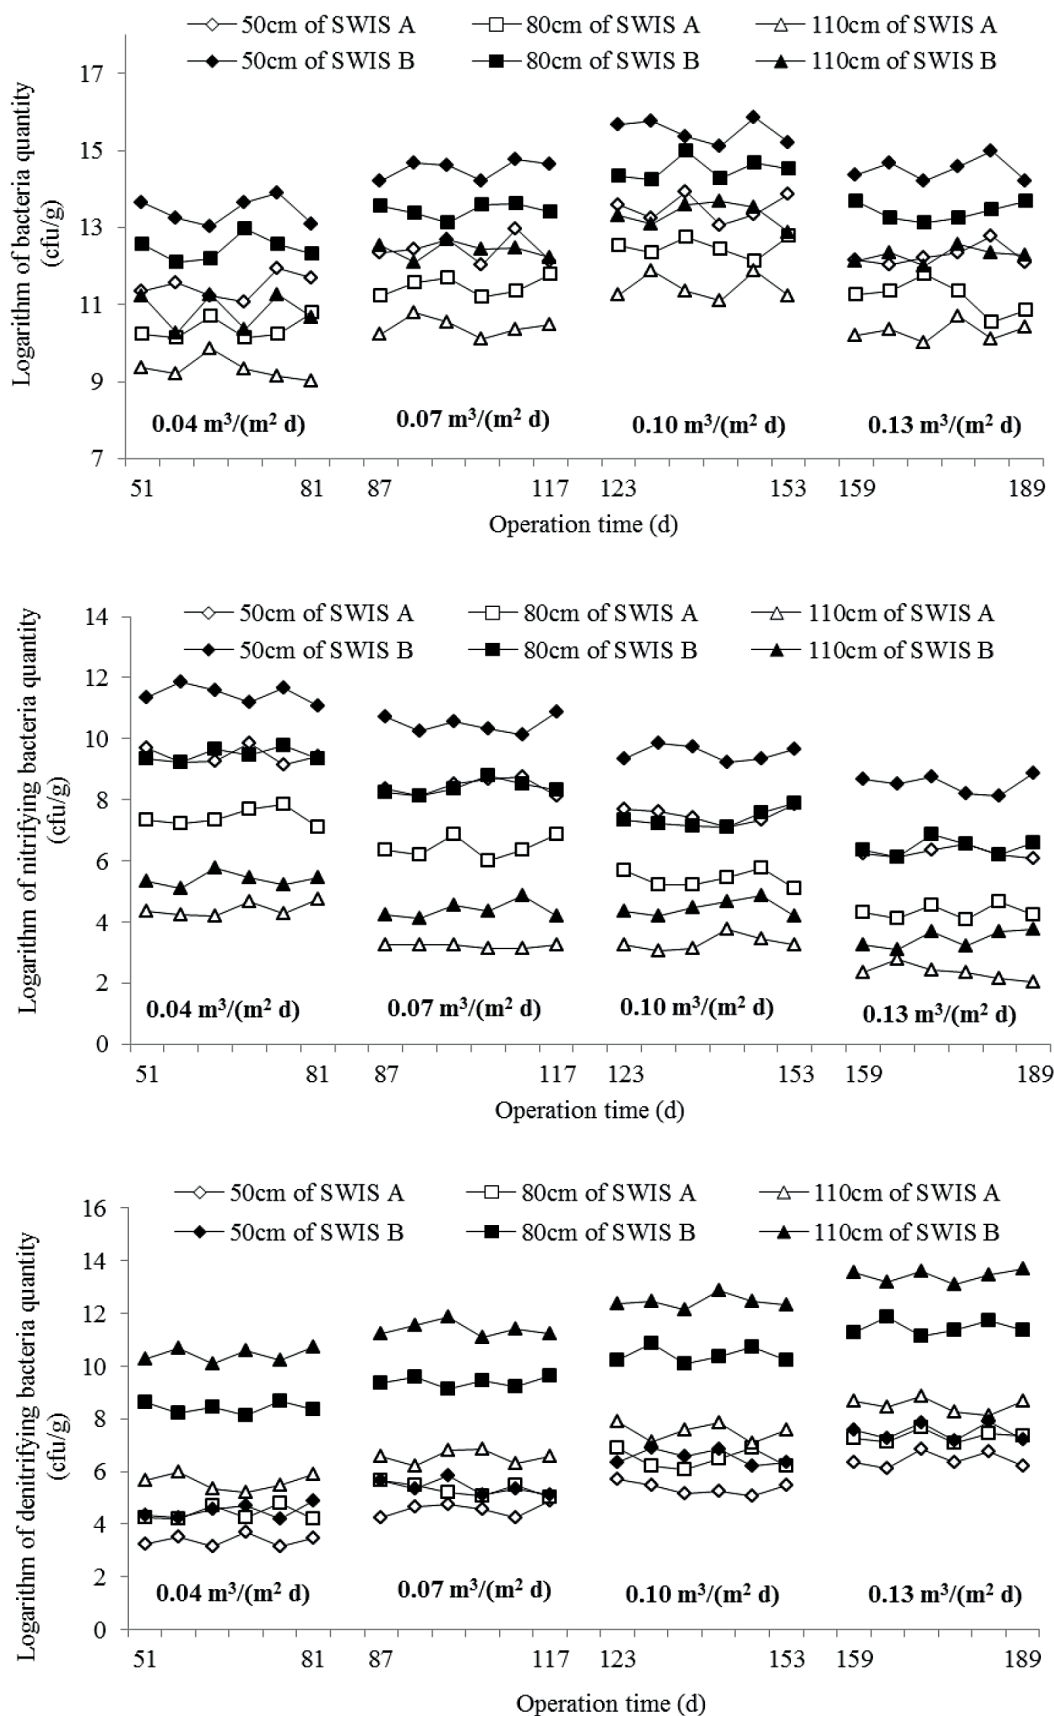 50cm of SWIS A 80cm of SWIS A 110cm of SWIS A
50cm of SWIS B 80cm of SWIS B 110cm of SWIS B
Logarithm of bacteria quantity
(cfu/g)
17
15
13
11
9
7
0.04 m³/(m² d) 0.07 m³/(m² d) 0.10 m³/(m² d) 0.13 m³/(m² d)
51 81 87 117 123 153 159 189
Operation time (d)
50cm of SWIS A 80cm of SWIS A 110cm of SWIS A
50cm of SWIS B 80cm of SWIS B 110cm of SWIS B
Logarithm of nitrifying bacteria quantity
(cfu/g)
14
12
10
8
6
4
2
0
0.04 m³/(m² d) 0.07 m³/(m² d) 0.10 m³/(m² d) 0.13 m³/(m² d)
51 81 87 117 123 153 159 189
Operation time (d)
50cm of SWIS A 80cm of SWIS A 110cm of SWIS A
50cm of SWIS B 80cm of SWIS B 110cm of SWIS B
Logarithm of denitrifying bacteria quantity
(cfu/g)
16
14
12
10
8
6
4
2
0
0.04 m³/(m² d) 0.07 m³/(m² d) 0.10 m³/(m² d) 0.13 m³/(m² d)
51 81 87 117 123 153 159 189
Operation time (d)